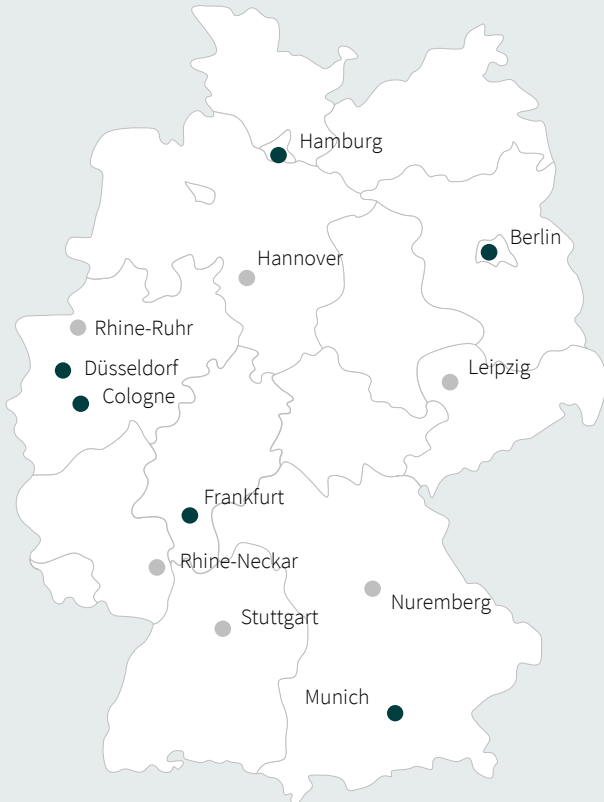 Hamburg
Berlin
Hannover
Rhine-Ruhr
Düsseldorf
Leipzig
Cologne
Frankfurt
Rhine-Neckar
Nuremberg
Stuttgart
Munich